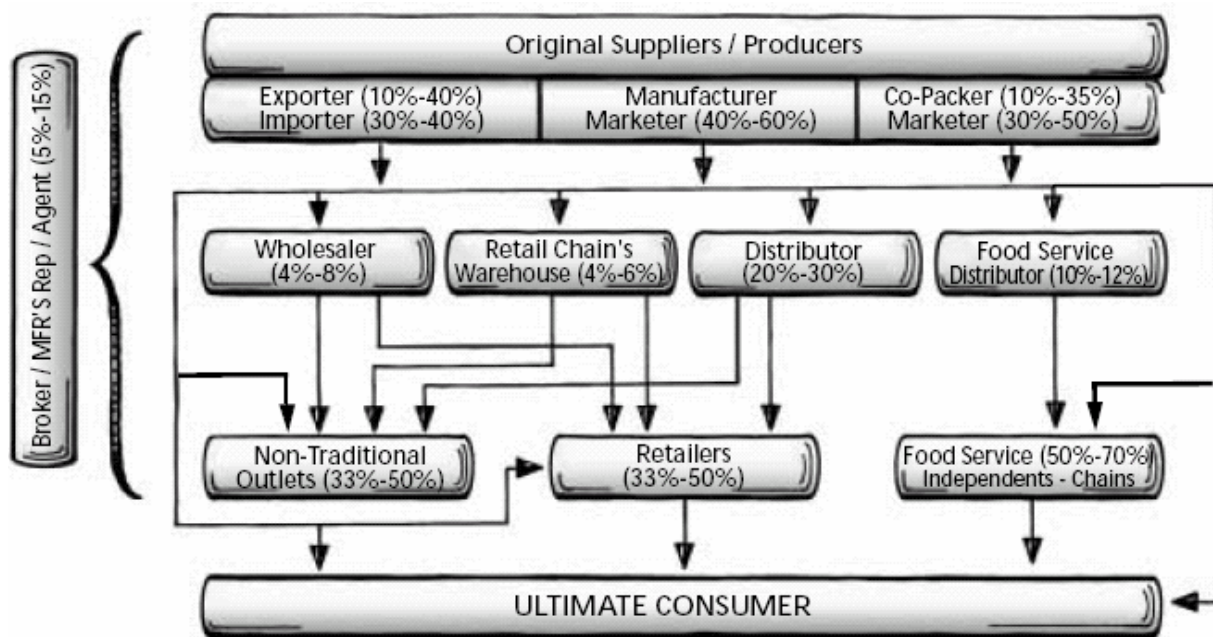 Broker / MFR'S Rep / Agent (5%-15%)
Original Suppliers / Producers
Exporter (10%-40%)
Importer (30%-40%)
Manufacturer
Marketer (40%-60%)
Co-Packer (10%-35%)
Marketer (30%-50%)
Wholesaler
(4%-8%)
Retail Chain's
Warehouse (4%-6%)
Distributor
(20%-30%)
Food Service
Distributor (10%-12%)
Non-Traditional
Outlets (33%-50%)
Retailers
(33%-50%)
Food Service (50%-70%)
Independents - Chains
ULTIMATE CONSUMER